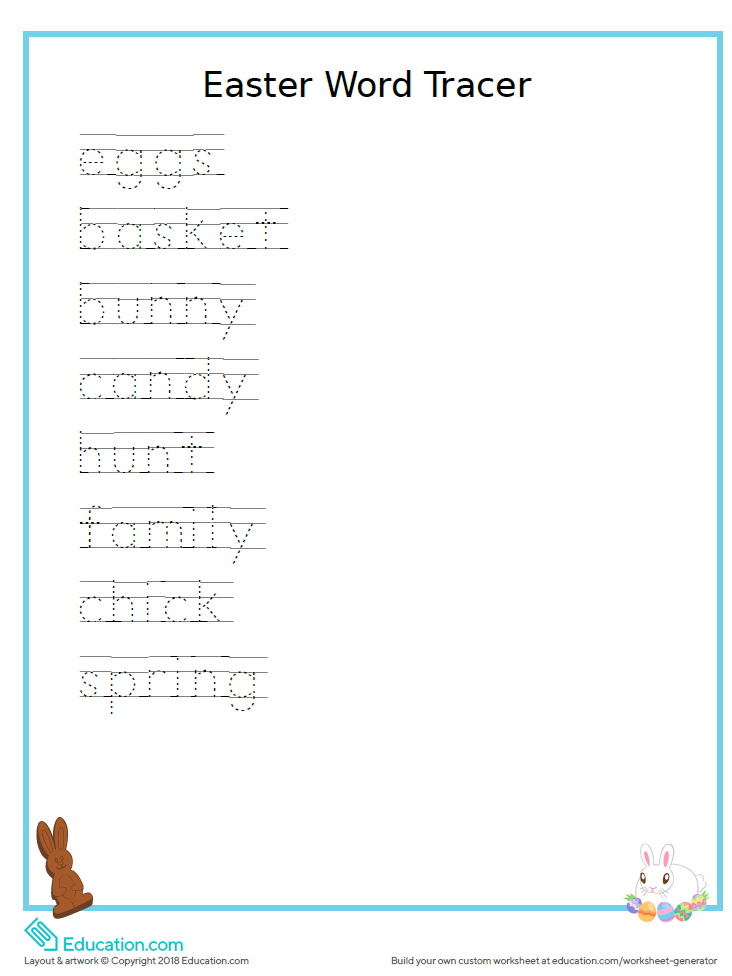 Easter Word Tracer
eggs
basket
bunny
candy
hunt
family
chick
spring
Education.com
Layout & artwork © Copyright 2018 Education.com
Build your own custom worksheet at education.com/worksheet-generator